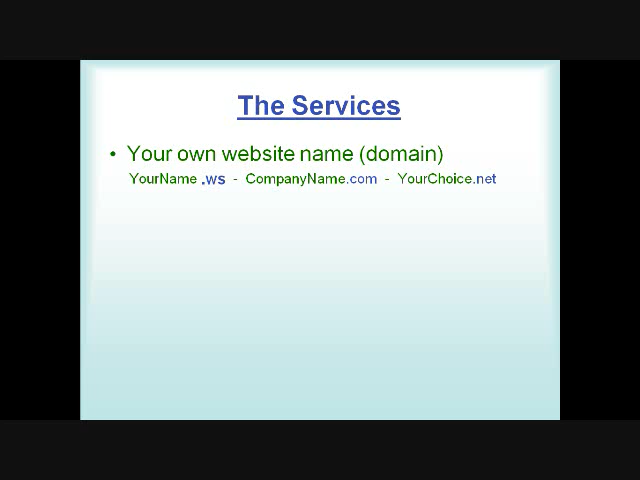 The Services
• Your own website name (domain)
YourName .ws - CompanyName.com - YourChoice.net